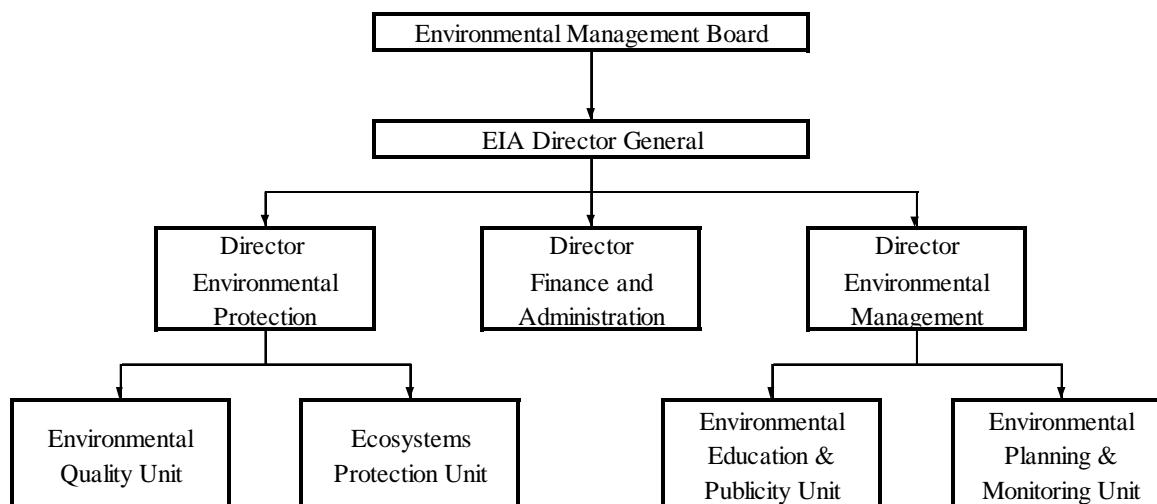 Environmental Management Board
EIA Director General
Director
Environmental
Protection
Director
Finance and
Administration
Director
Environmental
Management
Environmental
Quality Unit
Ecosystems
Protection Unit
Environmental
Education &
Publicity Unit
Environmental
Planning &
Monitoring Unit